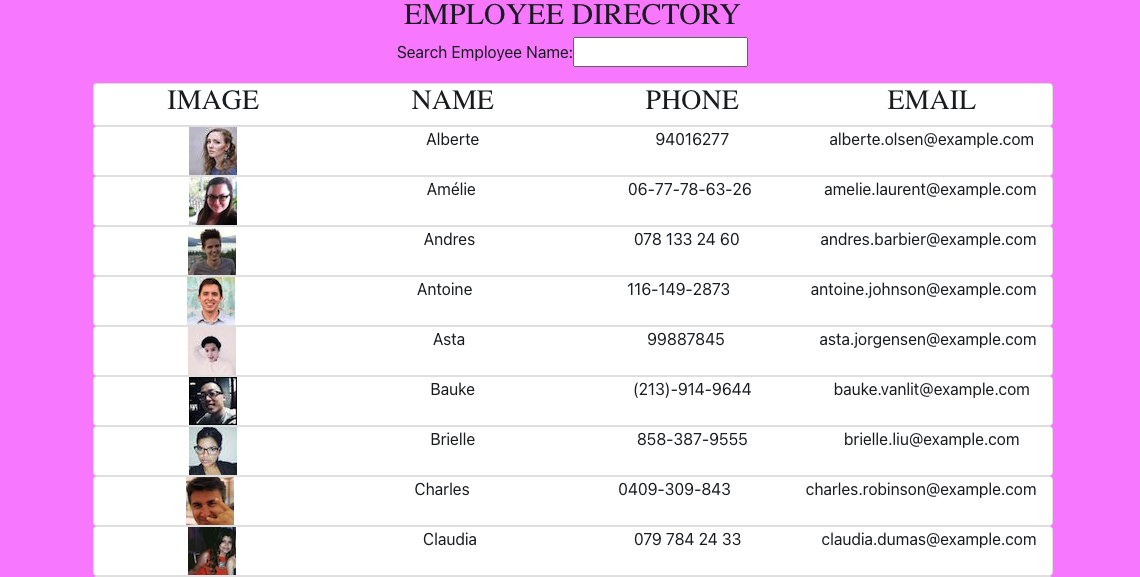 EMPLOYEE DIRECTORY
Search Employee Name:
IMAGE NAME PHONE EMAIL
Alberte 94016277 alberte.olsen@example.com
Amélie 06-77-78-63-26 amelie.laurent@example.com
Andres 078 133 24 60 andres.barbier@example.com
Antoine 116-149-2873 antoine.johnson@example.com
Asta 99887845 asta.jorgensen@example.com
Bauke (213)-914-9644 bauke.vanlit@example.com
Brielle 858-387-9555 brielle.liu@example.com
Charles 0409-309-843 charles.robinson@example.com
Claudia 079 784 24 33 claudia.dumas@example.com